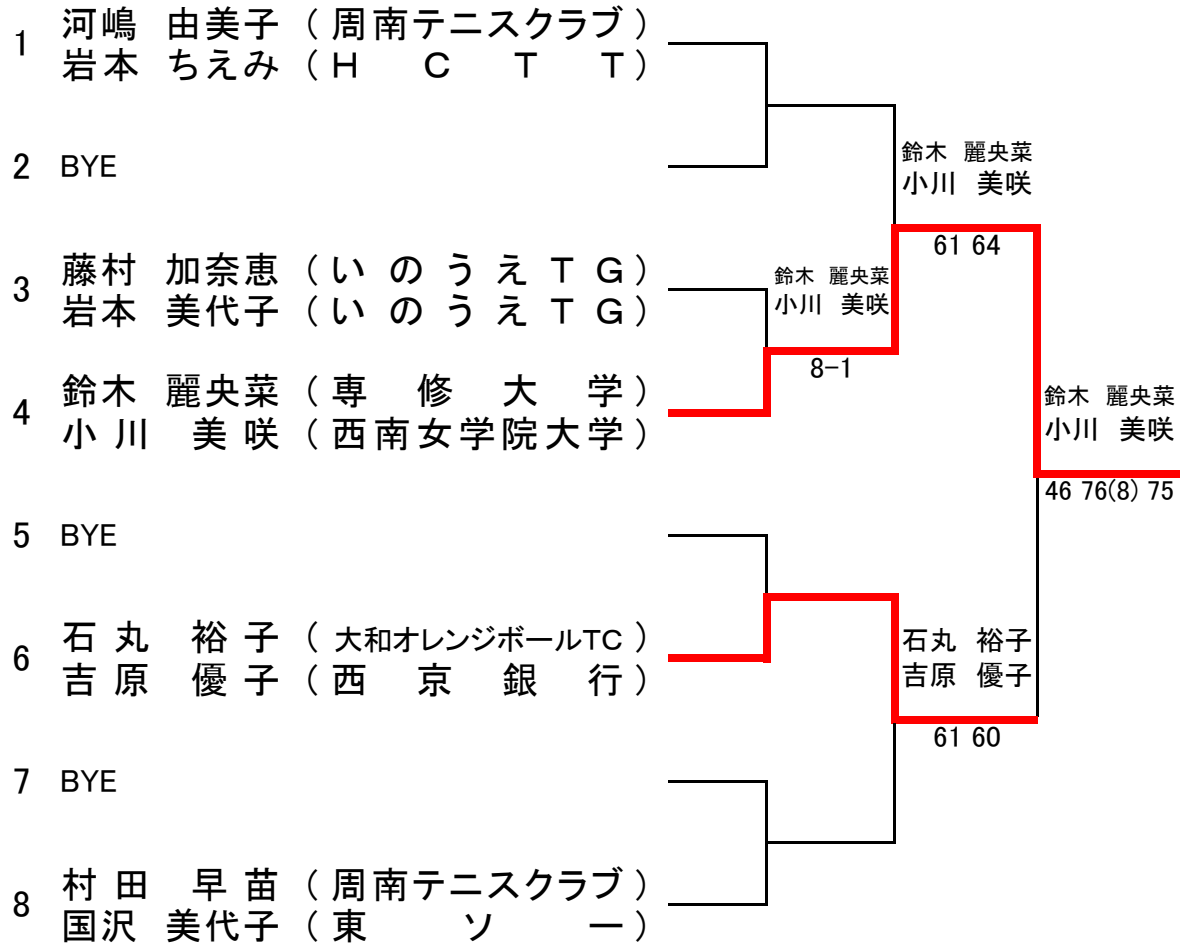 1 河嶋 由美子 ( 周南テニスクラブ )
岩本 ちえみ ( H C T T )
2 BYE
鈴木 麗央菜
小川 美咲
61 64
3 藤村 加奈恵 ( い の う え T G )
岩本 美代子 ( い の う え T G )
鈴木 麗央菜
小川 美咲
8-1
4 鈴木 麗央菜 ( 専 修 大 学 )
小 川 美 咲 ( 西南女学院大学 )
鈴木 麗央菜
小川 美咲
46 76(8) 75
5 BYE
6 石 丸 裕 子 ( 大和オレンジボールTC )
吉 原 優 子 ( 西 京 銀 行 )
石丸 裕子
吉原 優子
61 60
7 BYE
8 村 田 早 苗 ( 周南テニスクラブ )
国沢 美代子 ( 東 ソ ー )